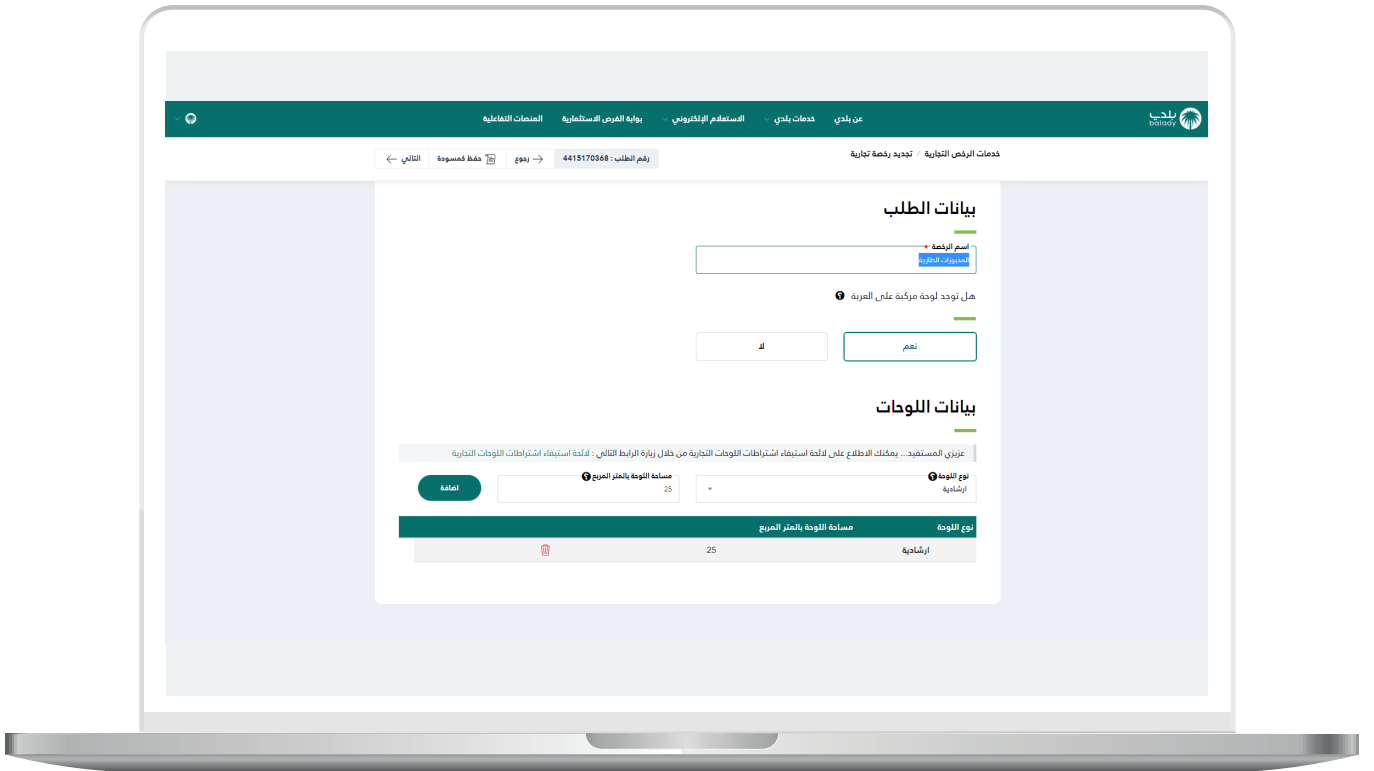 بلدي
balady
عن بلدي
خدمات بلدي
الاستعلام الإلكتروني
بوابة الفرص الاستثمارية
المنصات التفاعلية
خدمات الرخص التجارية / تجديد رخصة تجارية
رقم الطلب : 4415170368
رجوع
حفظ كمسودة
التالي
بيانات الطلب
اسم الرخصة *
المخبوزات الطازجة
هل توجد لوحة مركبة على العربة
نعم
لا
بيانات اللوحات
عزيزي المستفيد... يمكنك الاطلاع على لائحة استيفاء اشتراطات اللوحات التجارية من خلال زيارة الرابط التالي : لائحة استيفاء اشتراطات اللوحات التجارية
نوع اللوحة
ارشادية
مساحة اللوحة بالمتر المربع
25
اضافة
نوع اللوحة مساحة اللوحة بالمتر المربع
ارشادية 25